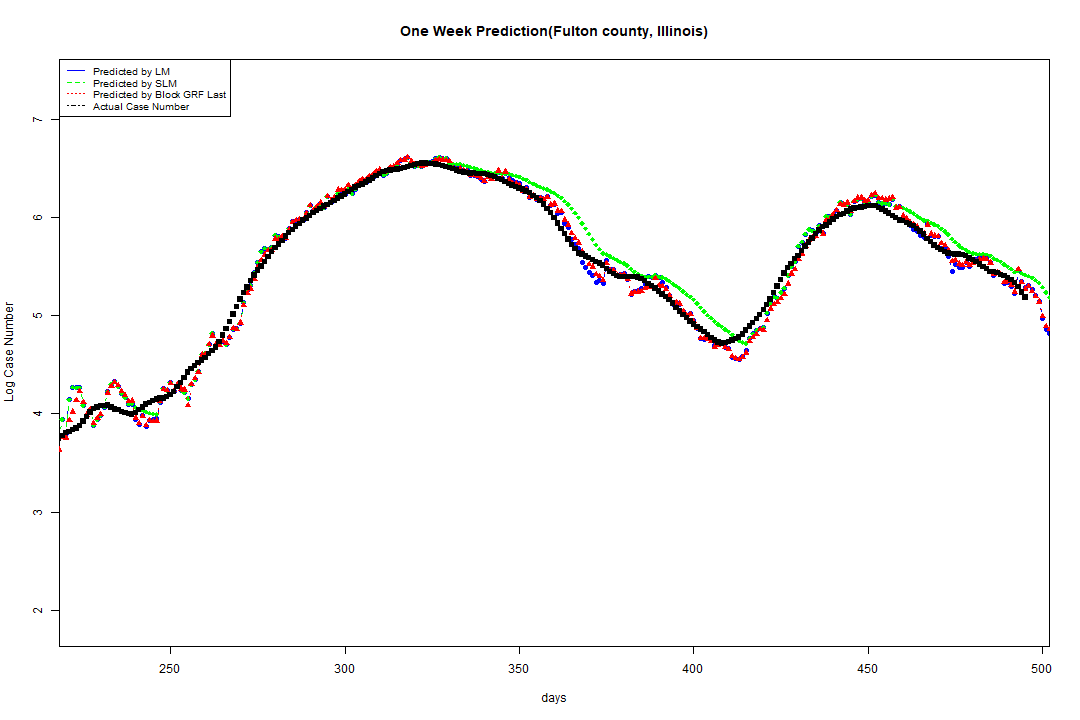 One Week Prediction(Fulton county, Illinois)
Predicted by LM
Predicted by SLM
Predicted by Block GRF Last
Actual Case Number
7
6
5
4
3
2
Log Case Number
250 300 350 400 450 500
days